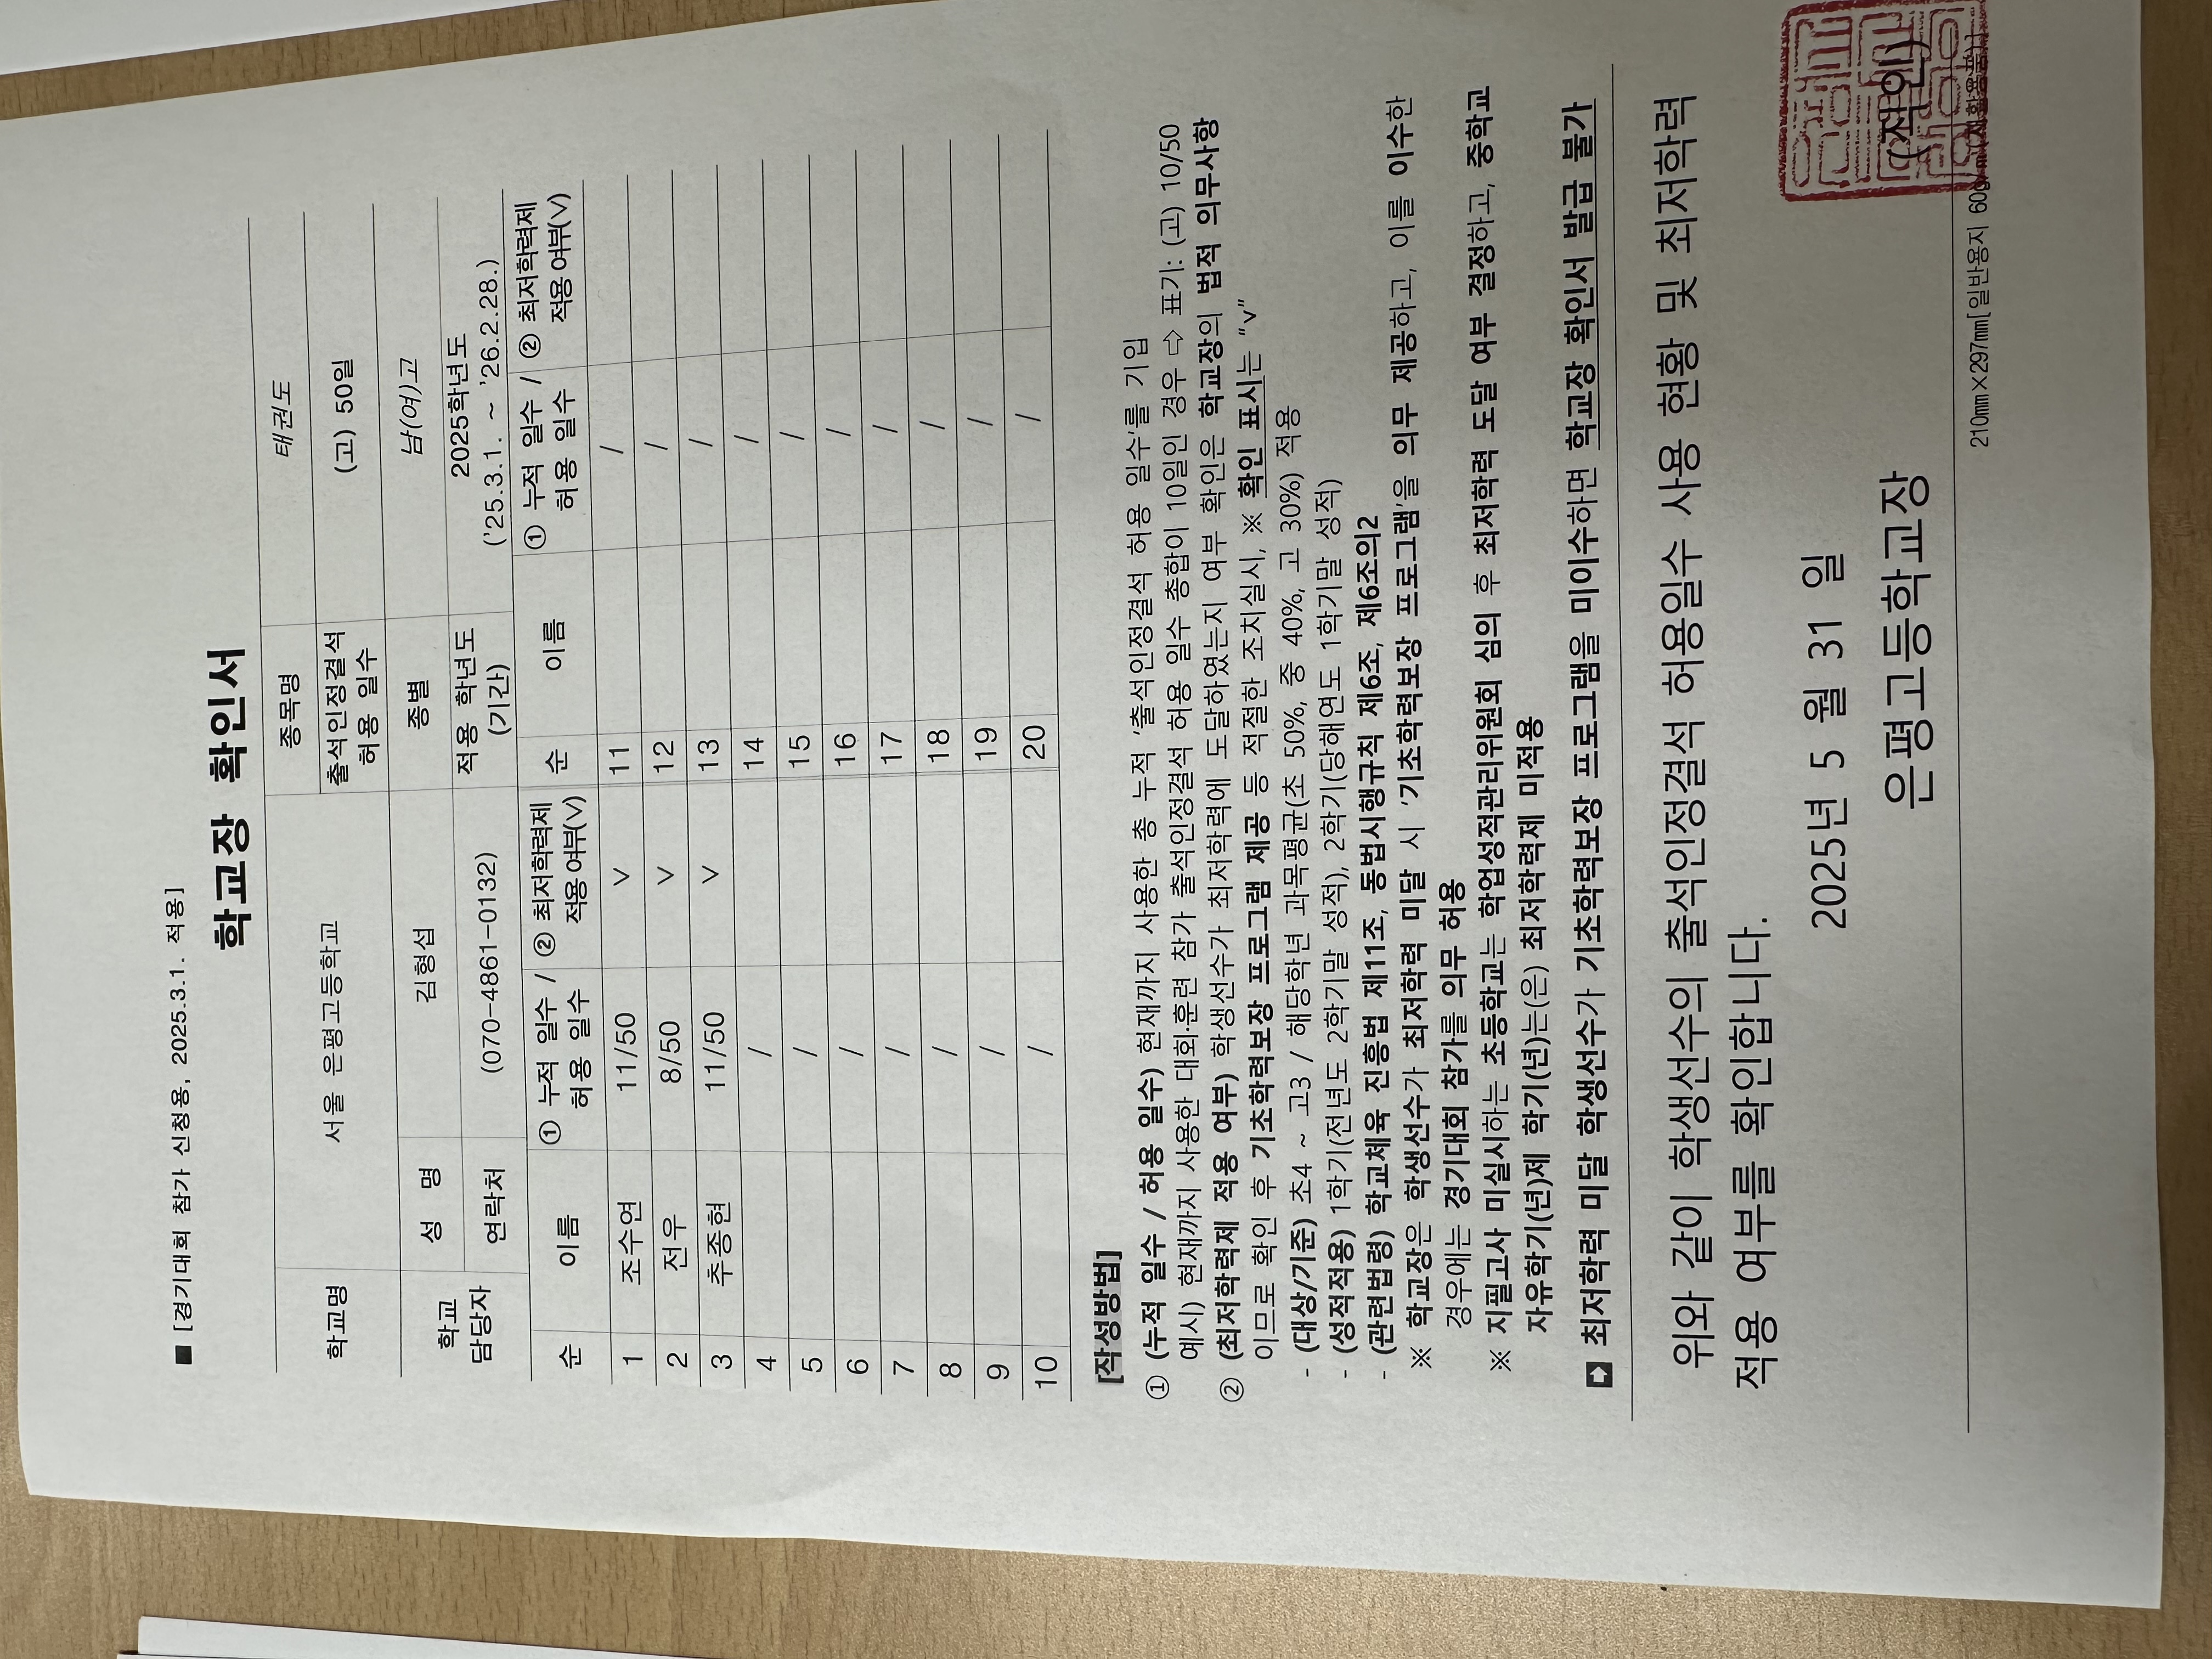 ■ [경기대회 참가 신청용, 2025.3.1. 적용]
학교장 확인서
학교명 서울 은평고등학교 종목명 태권도
출석인정결석 허용 일수 (고) 50일
학교 담당자 성 명 김형섭 종별 남(여)고
연락처 (070-4861-0132) 적용 학년도 (기간) 2025학년도 ('25.3.1. ~ '26.2.28.)
순 이름 ① 누적 일수 / 허용 일수 ② 최저학력제 적용여부(∨) 순 이름 ① 누적 일수 / 허용 일수 ② 최저학력제 적용여부(∨)
1 조수연 11/50 ∨ 11 /
2 전우 8/50 ∨ 12 /
3 추종현 11/50 ∨ 13 /
4 / 14 /
5 / 15 /
6 / 16 /
7 / 17 /
8 / 18 /
9 / 19 /
10 / 20 /
[작성방법]
① (누적 일수 / 허용 일수) 현재까지 사용한 총 누적 '출석인정결석 허용 일수'를 기입
예시) 현재까지 사용한 대회·훈련 참가 출석인정결석 허용 일수 총합이 10일인 경우 ⇨ 표기: (고) 10/50
② (최저학력제 적용 여부) 학생선수가 최저학력에 도달하였는지 여부 확인은 학교장의 법적 의무사항
이므로 확인 후 기초학력보장 프로그램 제공 등 적절한 조치실시, ※ 확인 표시는 "∨"
- (대상/기준) 초4 ~ 고3 / 해당학년 과목평균(초 50%, 중 40%, 고 30%) 적용
- (성적적용) 1학기(전년도 2학기말 성적), 2학기(당해연도 1학기말 성적)
- (관련법령) 학교체육 진흥법 제11조, 동법시행규칙 제6조, 제6조의2
※ 학교장은 학생선수가 최저학력 미달 시 '기초학력보장 프로그램'을 의무 제공하고, 이를 이수한
경우에는 경기대회 참가를 의무 허용
※ 지필고사 미실시하는 초등학교는 학업성적관리위원회 심의 후 최저학력 도달 여부 결정하고, 중학교
자유학기(년)제 학기(년)는(은) 최저학력제 미적용
➡ 최저학력 미달 학생선수가 기초학력보장 프로그램을 미이수하면 학교장 확인서 발급 불가
위와 같이 학생선수의 출석인정결석 허용일수 사용 현황 및 최저학력
적용 여부를 확인합니다.
2025년 5 월 31 일
은평고등학교장 (직인)
210㎜×297㎜[일반용지 60g/㎡(재활용품)]